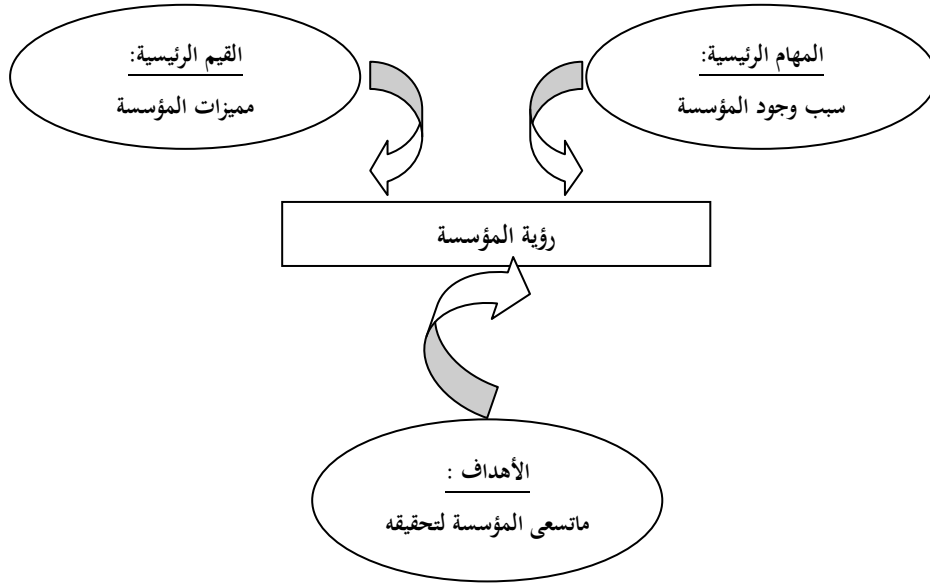 المهام الرئيسية:
سبب وجود المؤسسة
القيم الرئيسية:
مميزات المؤسسة
رؤية المؤسسة
الأهداف :
ماتسعى المؤسسة لتحقيقه